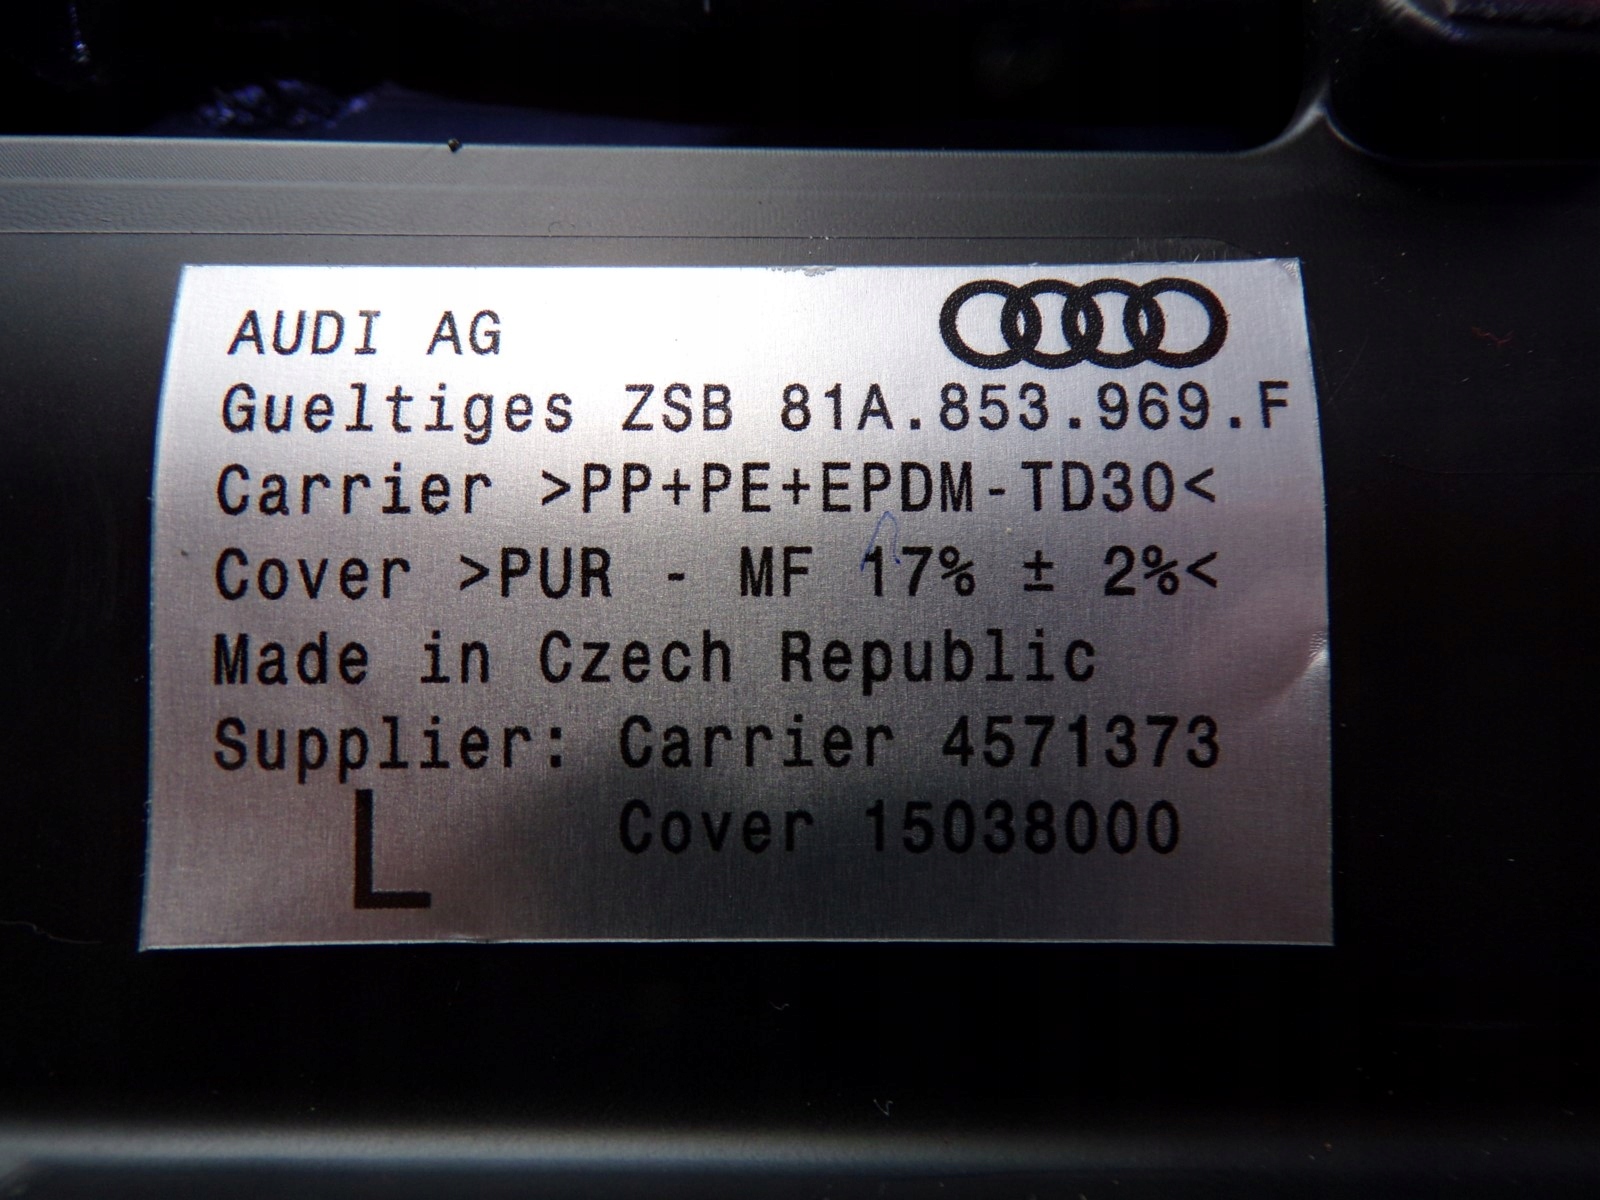 AUDI AG
Gueltiges ZSB 81A.853.969.F
Carrier >PP+PE+EPDM-TD30<
Cover >PUR - MF 17% ± 2%<
Made in Czech Republic
Supplier: Carrier 4571373
Cover 15038000
L